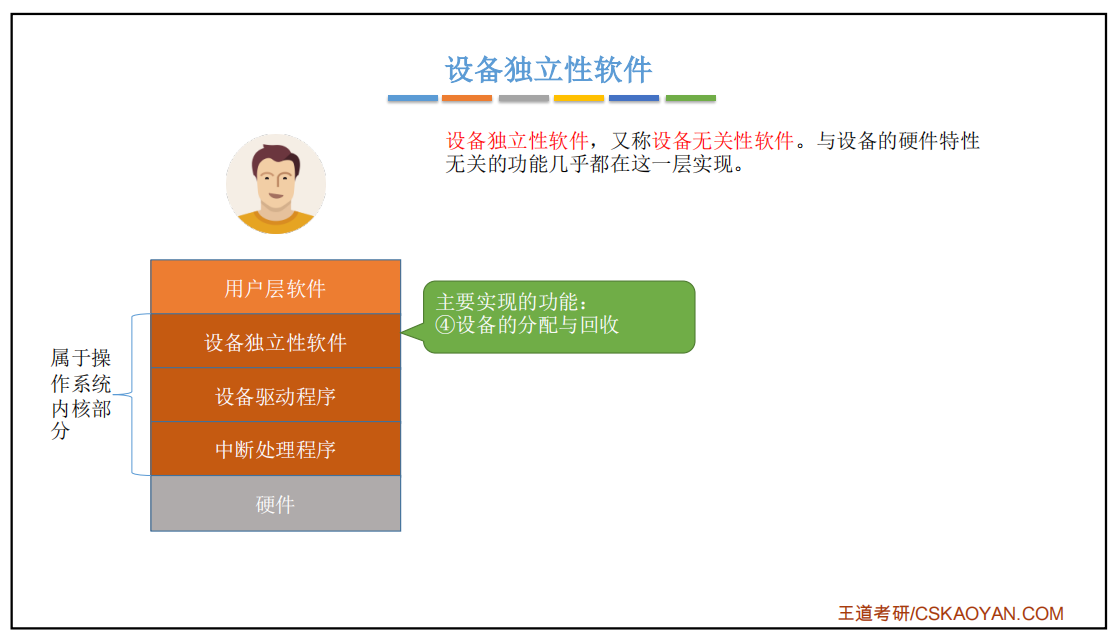 设备独立性软件
设备独立性软件，又称设备无关性软件。与设备的硬件特性
无关的功能几乎都在这一层实现。
用户层软件
设备独立性软件
设备驱动程序
中断处理程序
硬件
属于操
作系统
内核部
分
主要实现的功能：
④设备的分配与回收
王道考研/CSKAOYAN.COM